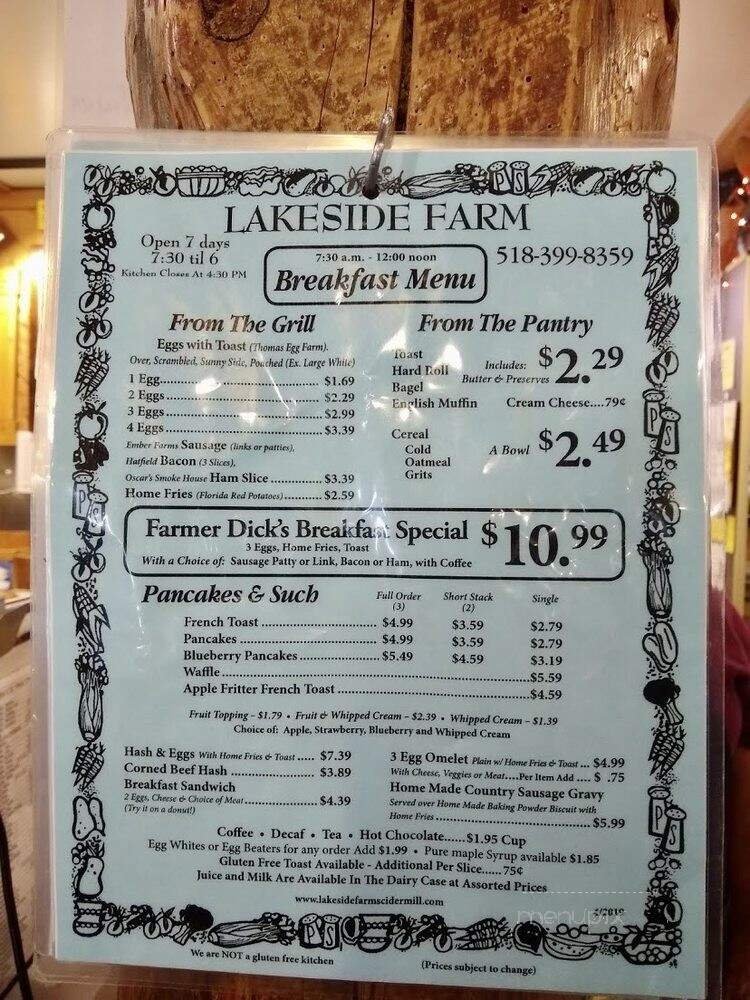 LAKESIDE FARM
Open 7 days
7:30 til 6
Kitchen Closes At 4:30 PM
7:30 a.m. - 12:00 noon
Breakfast Menu
518-399-8359
From The Grill
Eggs with Toast (Thomas Egg Farm).
Over, Scrambled, Sunny Side, Pouched (Ex. Large White)
1 Egg............ $1.69
2 Eggs............ $2.29
3 Eggs............ $2.99
4 Eggs............ $3.39
Ember Farms Sausage (links or patties),
Hatfield Bacon (3 Slices),
Oscar's Smoke House Ham Slice ............ $3.39
Home Fries (Florida Red Potatoes)............ $2.59
From The Pantry
Toast
Hard Roll
Bagel
English Muffin
Includes:
Butter & Preserves
$2.29
Cream Cheese....79¢
Cereal
Cold
Oatmeal
Grits
A Bowl $2.49
Farmer Dick's Breakfast Special $10.99
3 Eggs, Home Fries, Toast
With a Choice of: Sausage Patty or Link, Bacon or Ham, with Coffee
Pancakes & Such
Full Order (3) Short Stack (2) Single
French Toast ............ $4.99 $3.59 $2.79
Pancakes ............ $4.99 $3.59 $2.79
Blueberry Pancakes ............ $5.49 $4.59 $3.19
Waffle............$5.59
Apple Fritter French Toast ............$4.59
Fruit Topping - $1.79 • Fruit & Whipped Cream - $2.39 • Whipped Cream - $1.39
Choice of: Apple, Strawberry, Blueberry and Whipped Cream
Hash & Eggs With Home Fries & Toast ..... $7.39
Corned Beef Hash ............ $3.89
Breakfast Sandwich
2 Eggs, Cheese & Choice of Meat............ $4.39
(Try it on a donut!)
3 Egg Omelet Plain w/ Home Fries & Toast ... $4.99
With Cheese, Veggies or Meat....Per Item Add .... $ .75
Home Made Country Sausage Gravy
Served over Home Made Baking Powder Biscuit with
Home Fries............$5.99
Coffee • Decaf • Tea • Hot Chocolate......$1.95 Cup
Egg Whites or Egg Beaters for any order Add $1.99 • Pure maple Syrup available $1.85
Gluten Free Toast Available - Additional Per Slice......75¢
Juice and Milk Are Available In The Dairy Case at Assorted Prices
www.lakesidefarmscidermill.com
menupix
We are NOT a gluten free kitchen
(Prices subject to change)